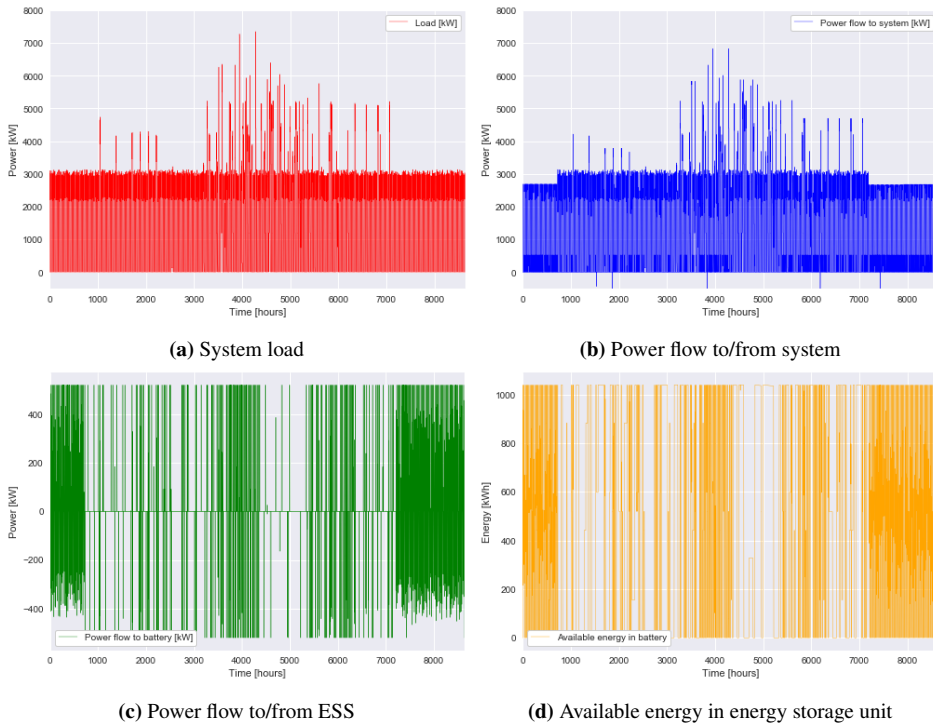 8000
7000
6000
5000
4000
3000
2000
1000
0
Power [kW]
Load [kW]
0 1000 2000 3000 4000 5000 6000 7000 8000
Time [hours]
(a) System load
8000
7000
6000
5000
4000
3000
2000
1000
0
Power [kW]
Power flow to system [kW]
0 1000 2000 3000 4000 5000 6000 7000 8000
Time [hours]
(b) Power flow to/from system
400
200
0
−200
−400
Power [kW]
Power flow to battery [kW]
0 1000 2000 3000 4000 5000 6000 7000 8000
Time [hours]
(c) Power flow to/from ESS
1000
800
600
400
200
0
Energy [kWh]
Available energy in battery
0 1000 2000 3000 4000 5000 6000 7000 8000
Time [hours]
(d) Available energy in energy storage unit